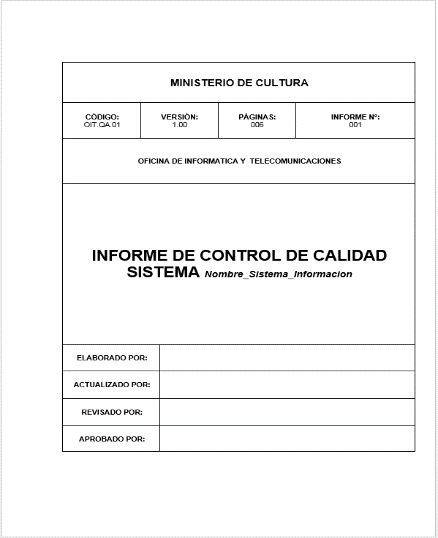 MINISTERIO DE CULTURA
CÓDIGO: VERSIÓN: PÁGINAS: INFORME Nº:
OIT.QA.01 1.00 006 001
OFICINA DE INFORMATICA Y TELECOMUNICACIONES
INFORME DE CONTROL DE CALIDAD
SISTEMA Nombre_Sistema_Informacion
ELABORADO POR:
ACTUALIZADO POR:
REVISADO POR:
APROBADO POR: